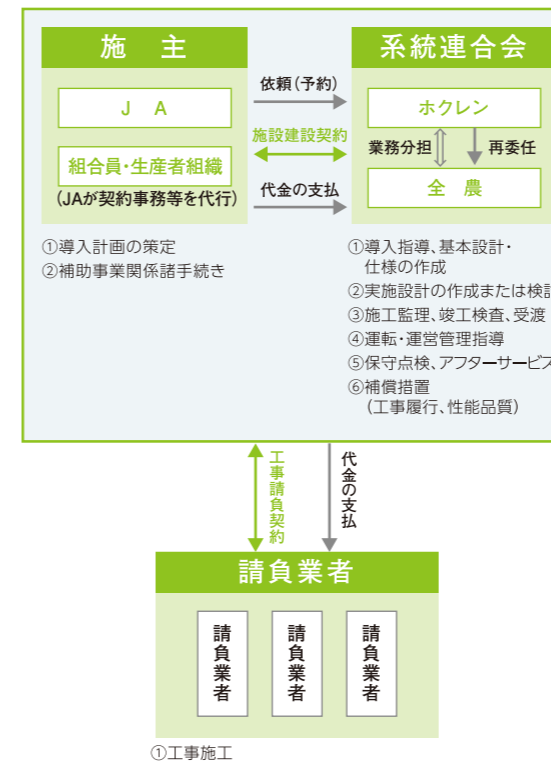 施 主
J A
組合員・生産者組織
(JAが契約事務等を代行)
①導入計画の策定
②補助事業関係諸手続き
依頼(予約)
施設建設契約
代金の支払
系統連合会
ホクレン
業務分担
再委任
全 農
①導入指導、基本設計・
仕様の作成
②実施設計の作成または検討
③施工監理、竣工検査、受渡
④運転・運営管理指導
⑤保守点検、アフターサービス
⑥補償措置
(工事履行、性能品質)
工事請負契約
代金の支払
請負業者
請負業者
請負業者
請負業者
①工事施工